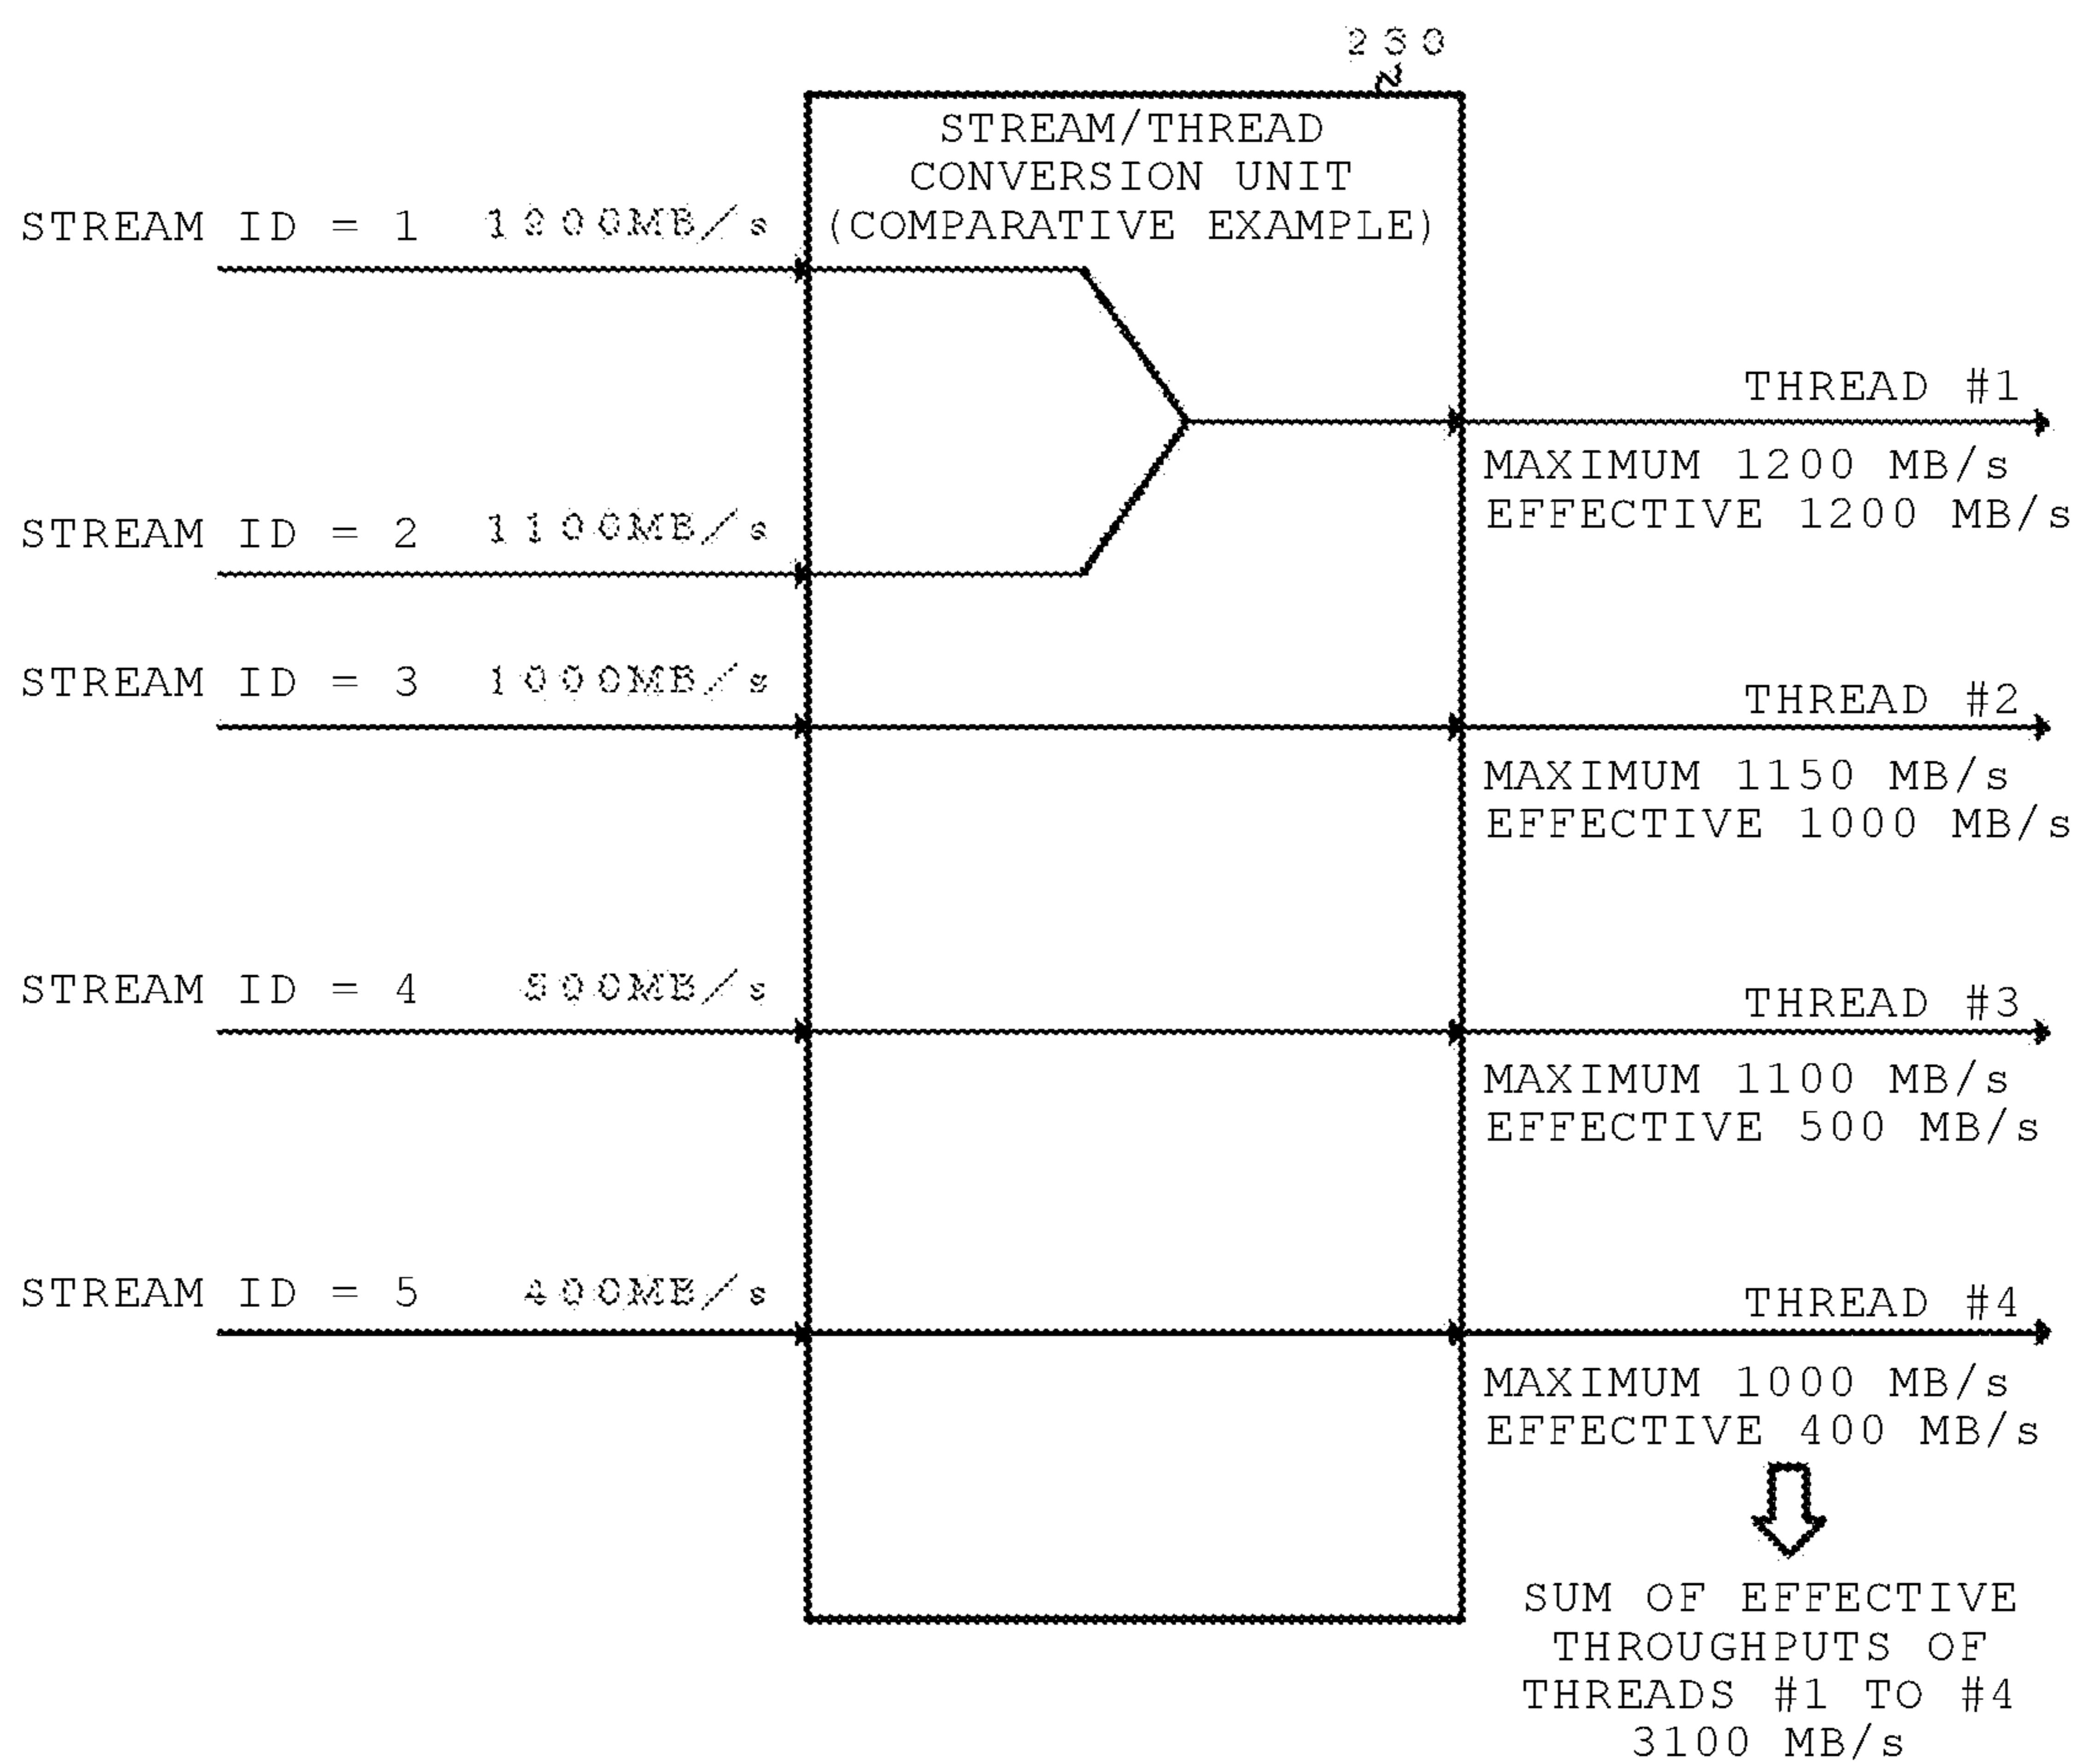 230
STREAM/THREAD
CONVERSION UNIT
(COMPARATIVE EXAMPLE)
STREAM ID = 1 1200MB/s
THREAD #1
MAXIMUM 1200 MB/s
EFFECTIVE 1200 MB/s
STREAM ID = 2 1100MB/s
STREAM ID = 3 1000MB/s
THREAD #2
MAXIMUM 1150 MB/s
EFFECTIVE 1000 MB/s
STREAM ID = 4 500MB/s
THREAD #3
MAXIMUM 1100 MB/s
EFFECTIVE 500 MB/s
STREAM ID = 5 400MB/s
THREAD #4
MAXIMUM 1000 MB/s
EFFECTIVE 400 MB/s
SUM OF EFFECTIVE
THROUGHPUTS OF
THREADS #1 TO #4
3100 MB/s